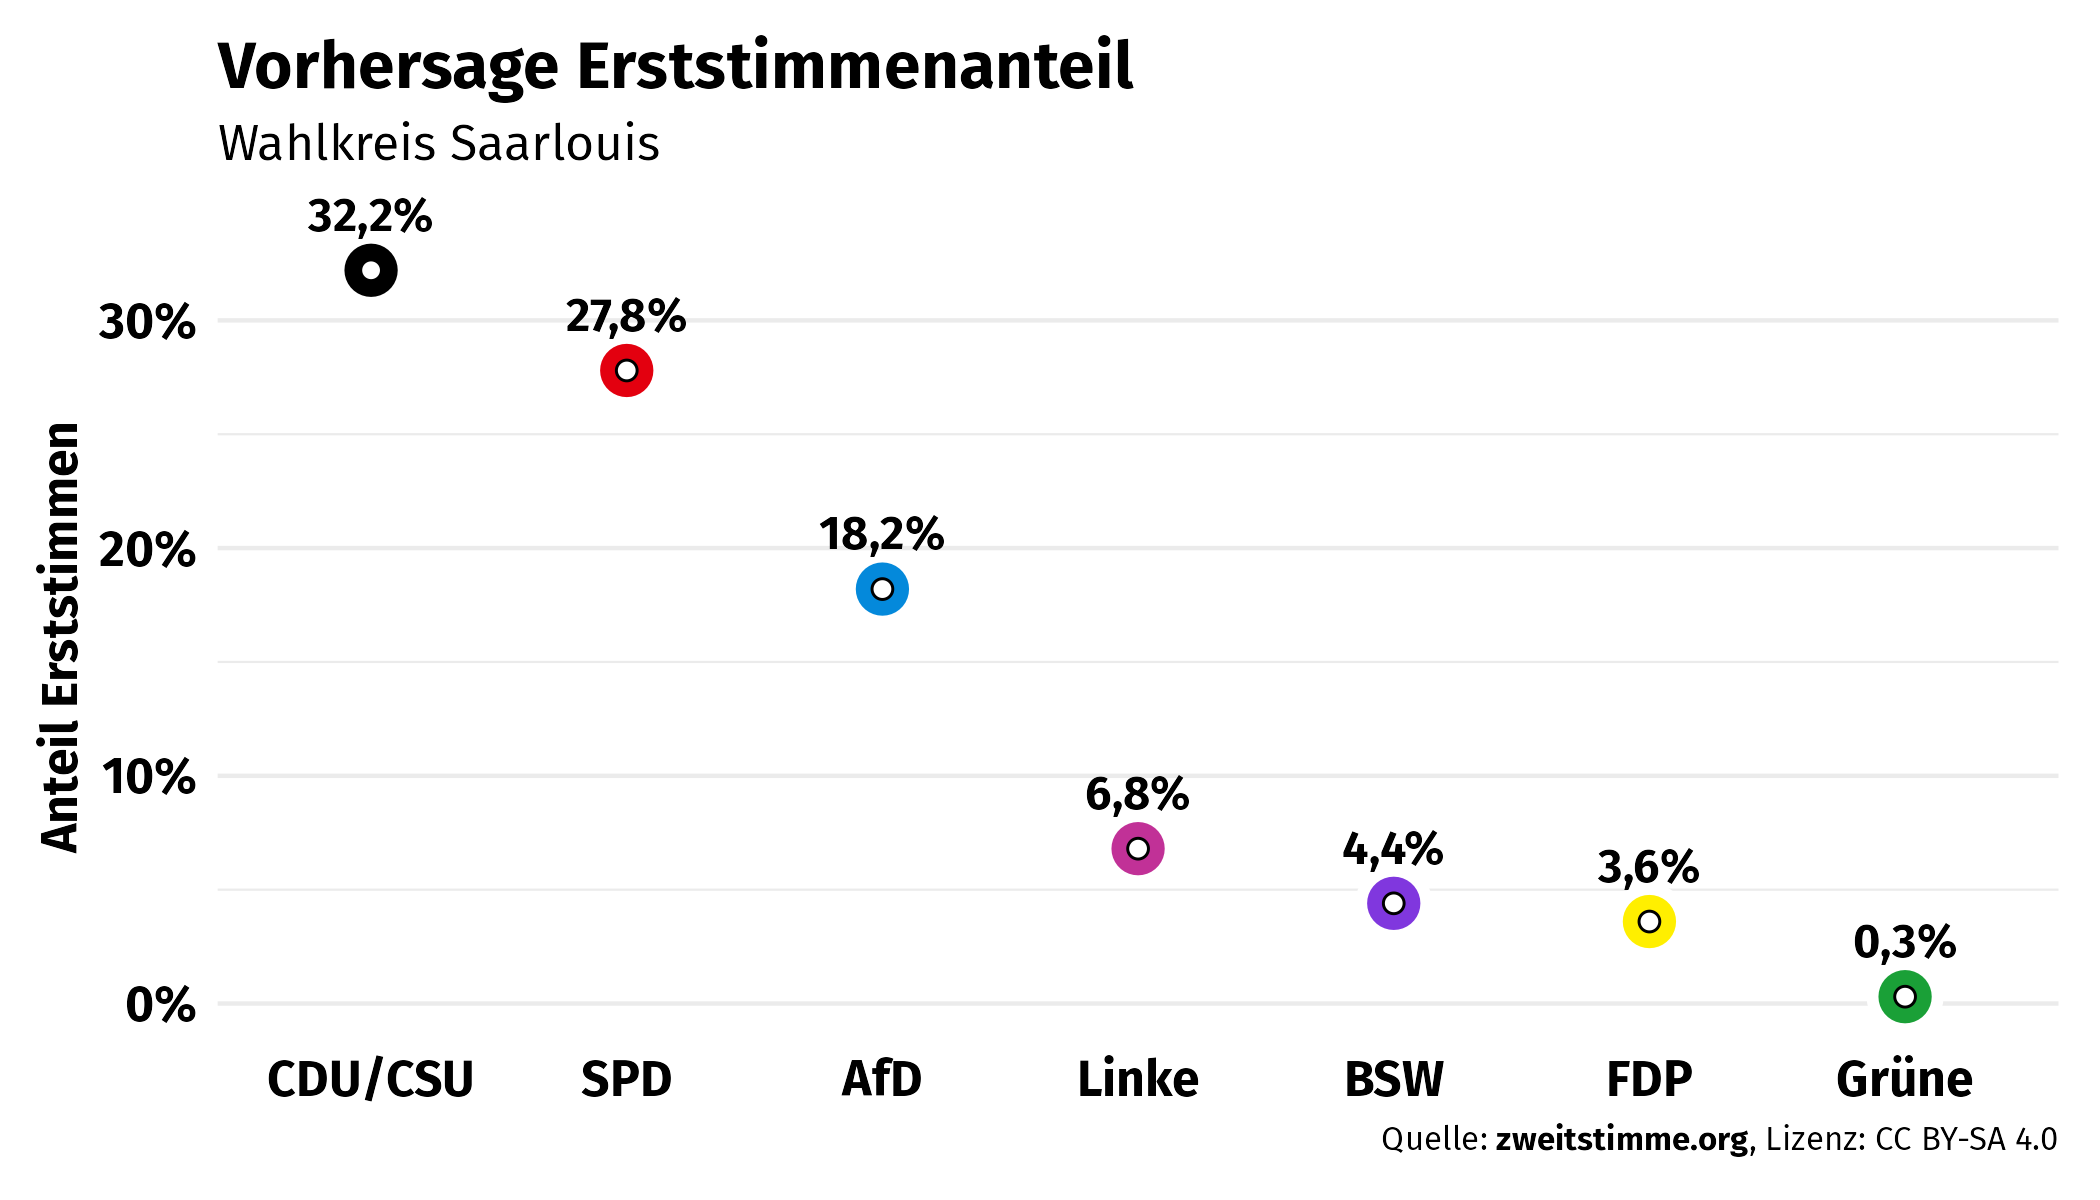 Vorhersage Erststimmenanteil
Wahlkreis Saarlouis
Anteil Erststimmen
30%
20%
10%
0%
32,2%
27,8%
18,2%
6,8%
4,4%
3,6%
0,3%
CDU/CSU SPD AfD Linke BSW FDP Grüne
Quelle: zweitstimme.org, Lizenz: CC BY-SA 4.0